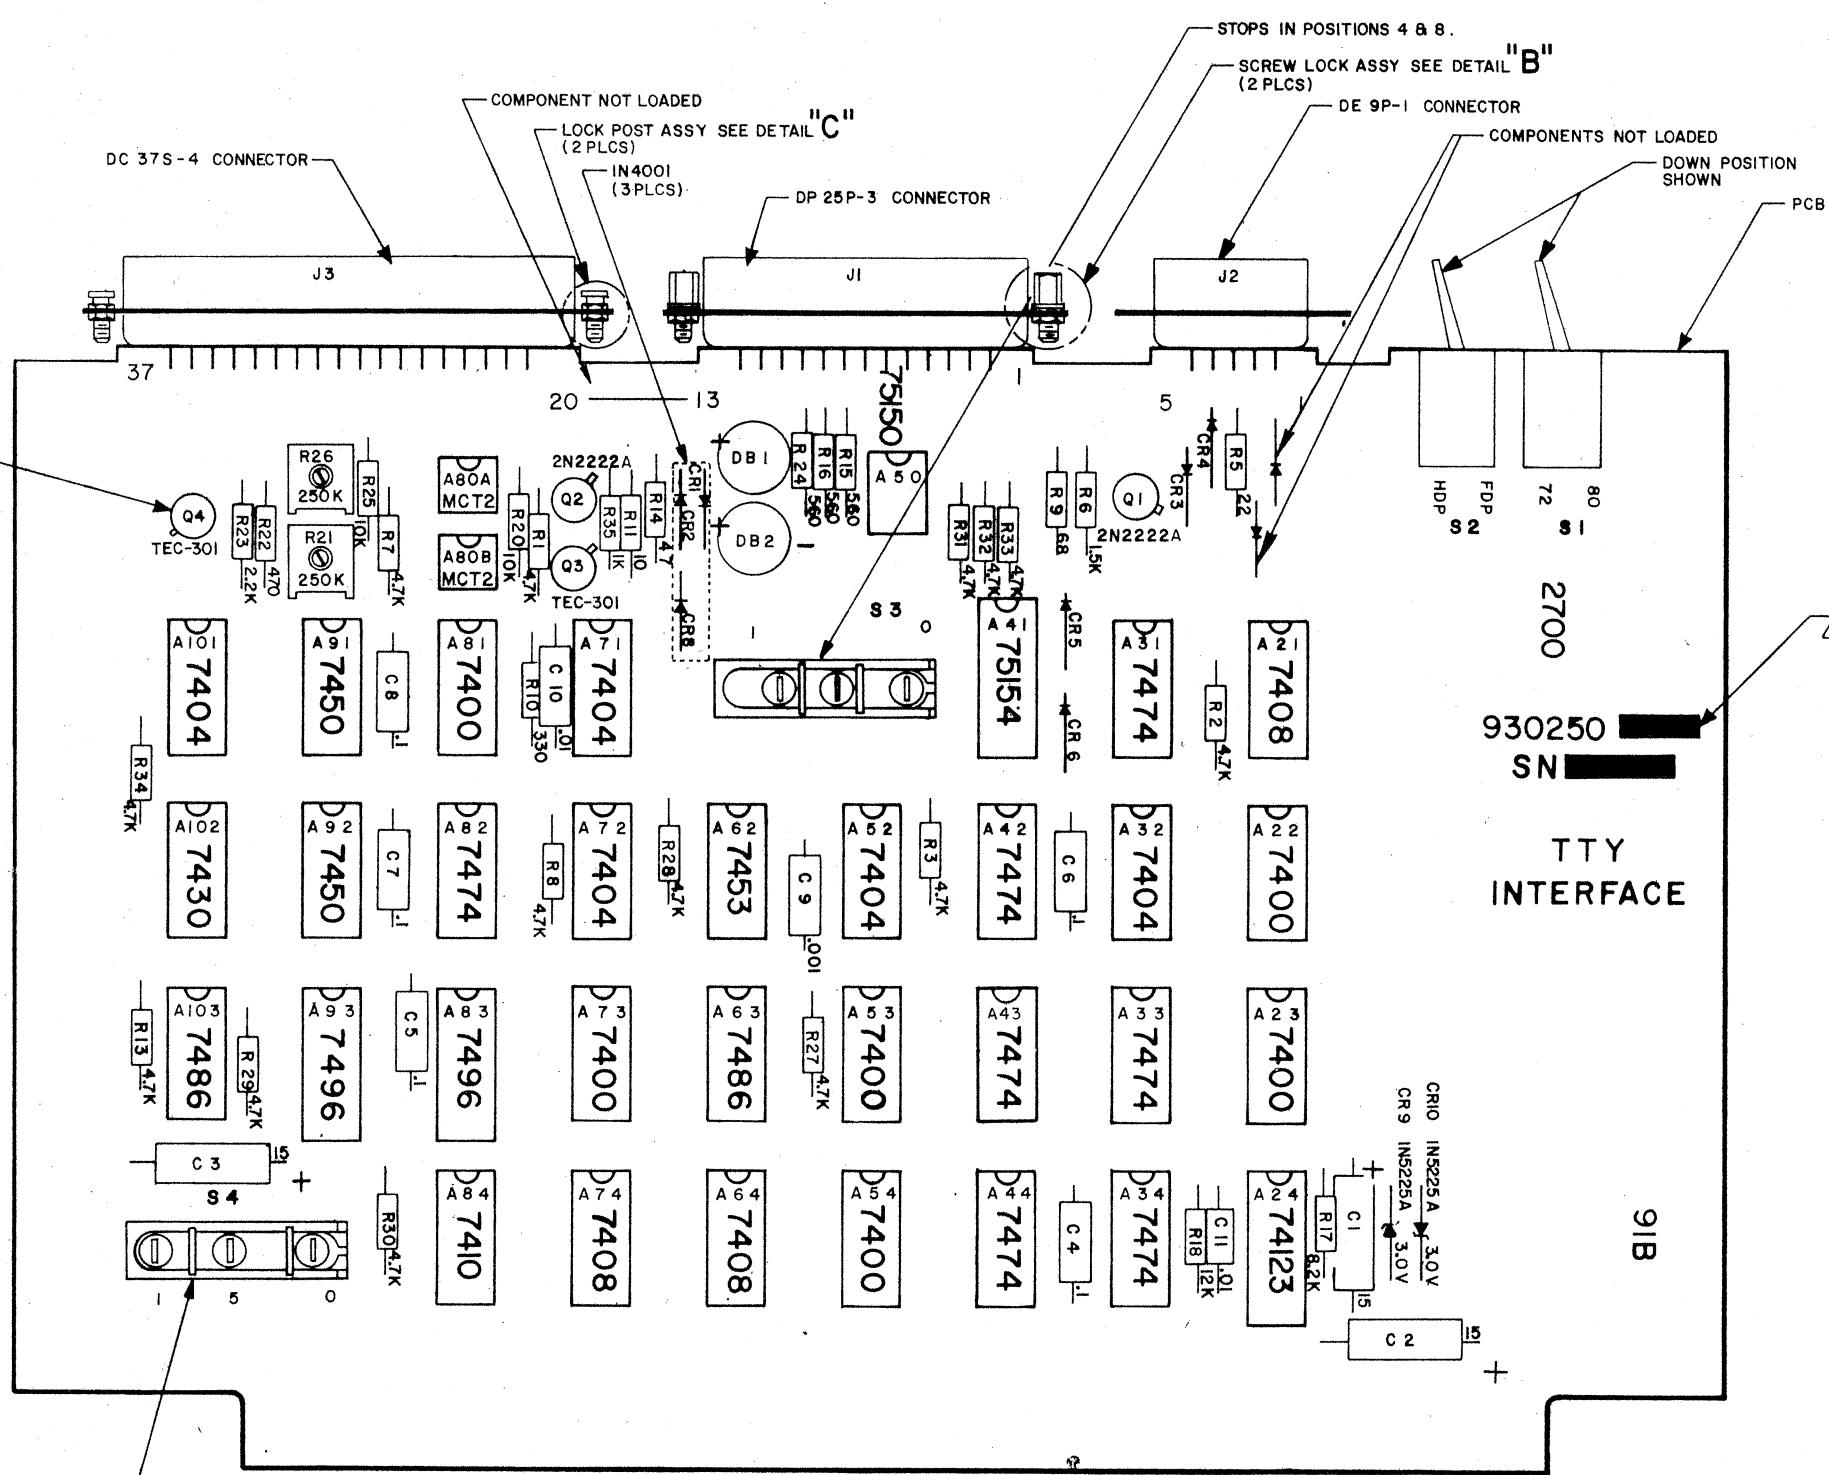 STOPS IN POSITIONS 4 & 8.
SCREW LOCK ASSY SEE DETAIL "B"
(2 PLCS)
COMPONENT NOT LOADED
DE 9P-1 CONNECTOR
LOCK POST ASSY SEE DETAIL "C"
(2 PLCS)
COMPONENTS NOT LOADED
DC 37S-4 CONNECTOR
IN4001
(3PLCS)
DOWN POSITION
SHOWN
DP 25P-3 CONNECTOR
PCB
J3
J1
J2
37
20
13
1
5
1
75150
A50
R26
250K
R25
10K
A80A
MCT2
2N2222A
Q2
R14
47
CR1
CR2
CR8
DB1
DB2
+
+
−
R24
560
R16
560
R15
560
R9
68
R6
1.5K
Q1
2N2222A
CR3
CR4
R5
22
HDP
FDP
S2
72
80
S1
Q4
TEC-301
R23
2.2K
R22
470
R21
250K
R7
4.7K
A80B
MCT2
R20
10K
R1
4.7K
Q3
TEC-301
R35
1K
R11
10
R31
4.7K
R32
4.7K
R33
4.7K
S3
1
0
CR5
CR6
2700
A101
7404
A91
7450
C8
.1
A81
7400
R10
330
C10
.01
A71
7404
A41
75154
A31
7474
R2
4.7K
A21
7408
930250
SN
R34
4.7K
A102
7430
A92
7450
C7
.1
A82
7474
R8
4.7K
A72
7404
R28
4.7K
A62
7453
C9
.001
A52
7404
R3
4.7K
A42
7474
C6
.1
A32
7404
A22
7400
TTY
INTERFACE
R13
4.7K
A103
7486
R29
4.7K
A93
7496
C5
.1
A83
7496
A73
7400
A63
7486
R27
4.7K
A53
7400
A43
7474
A33
7474
A23
7400
CR10 IN5225A 3.0V
CR9 IN5225A 3.0V
C3
15
+
S4
1
5
0
R30
4.7K
A84
7410
A74
7408
A64
7408
A54
7400
A44
7474
C4
.1
A34
7474
R18
12K
C11
.01
A24
74123
R17
8.2K
C1
15
+
91B
C2
15
+